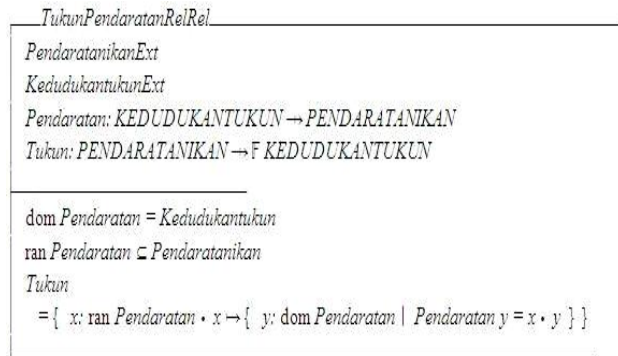 TukunPendaratanRelRel
PendaratanikanExt
KedudukantukunExt
Pendaratan: KEDUDUKANTUKUN → PENDARATANIKAN
Tukun: PENDARATANIKAN → 𝔽 KEDUDUKANTUKUN
dom Pendaratan = Kedudukantukun
ran Pendaratan ⊆ Pendaratanikan
Tukun
= { x: ran Pendaratan • x ↦ { y: dom Pendaratan | Pendaratan y = x • y } }